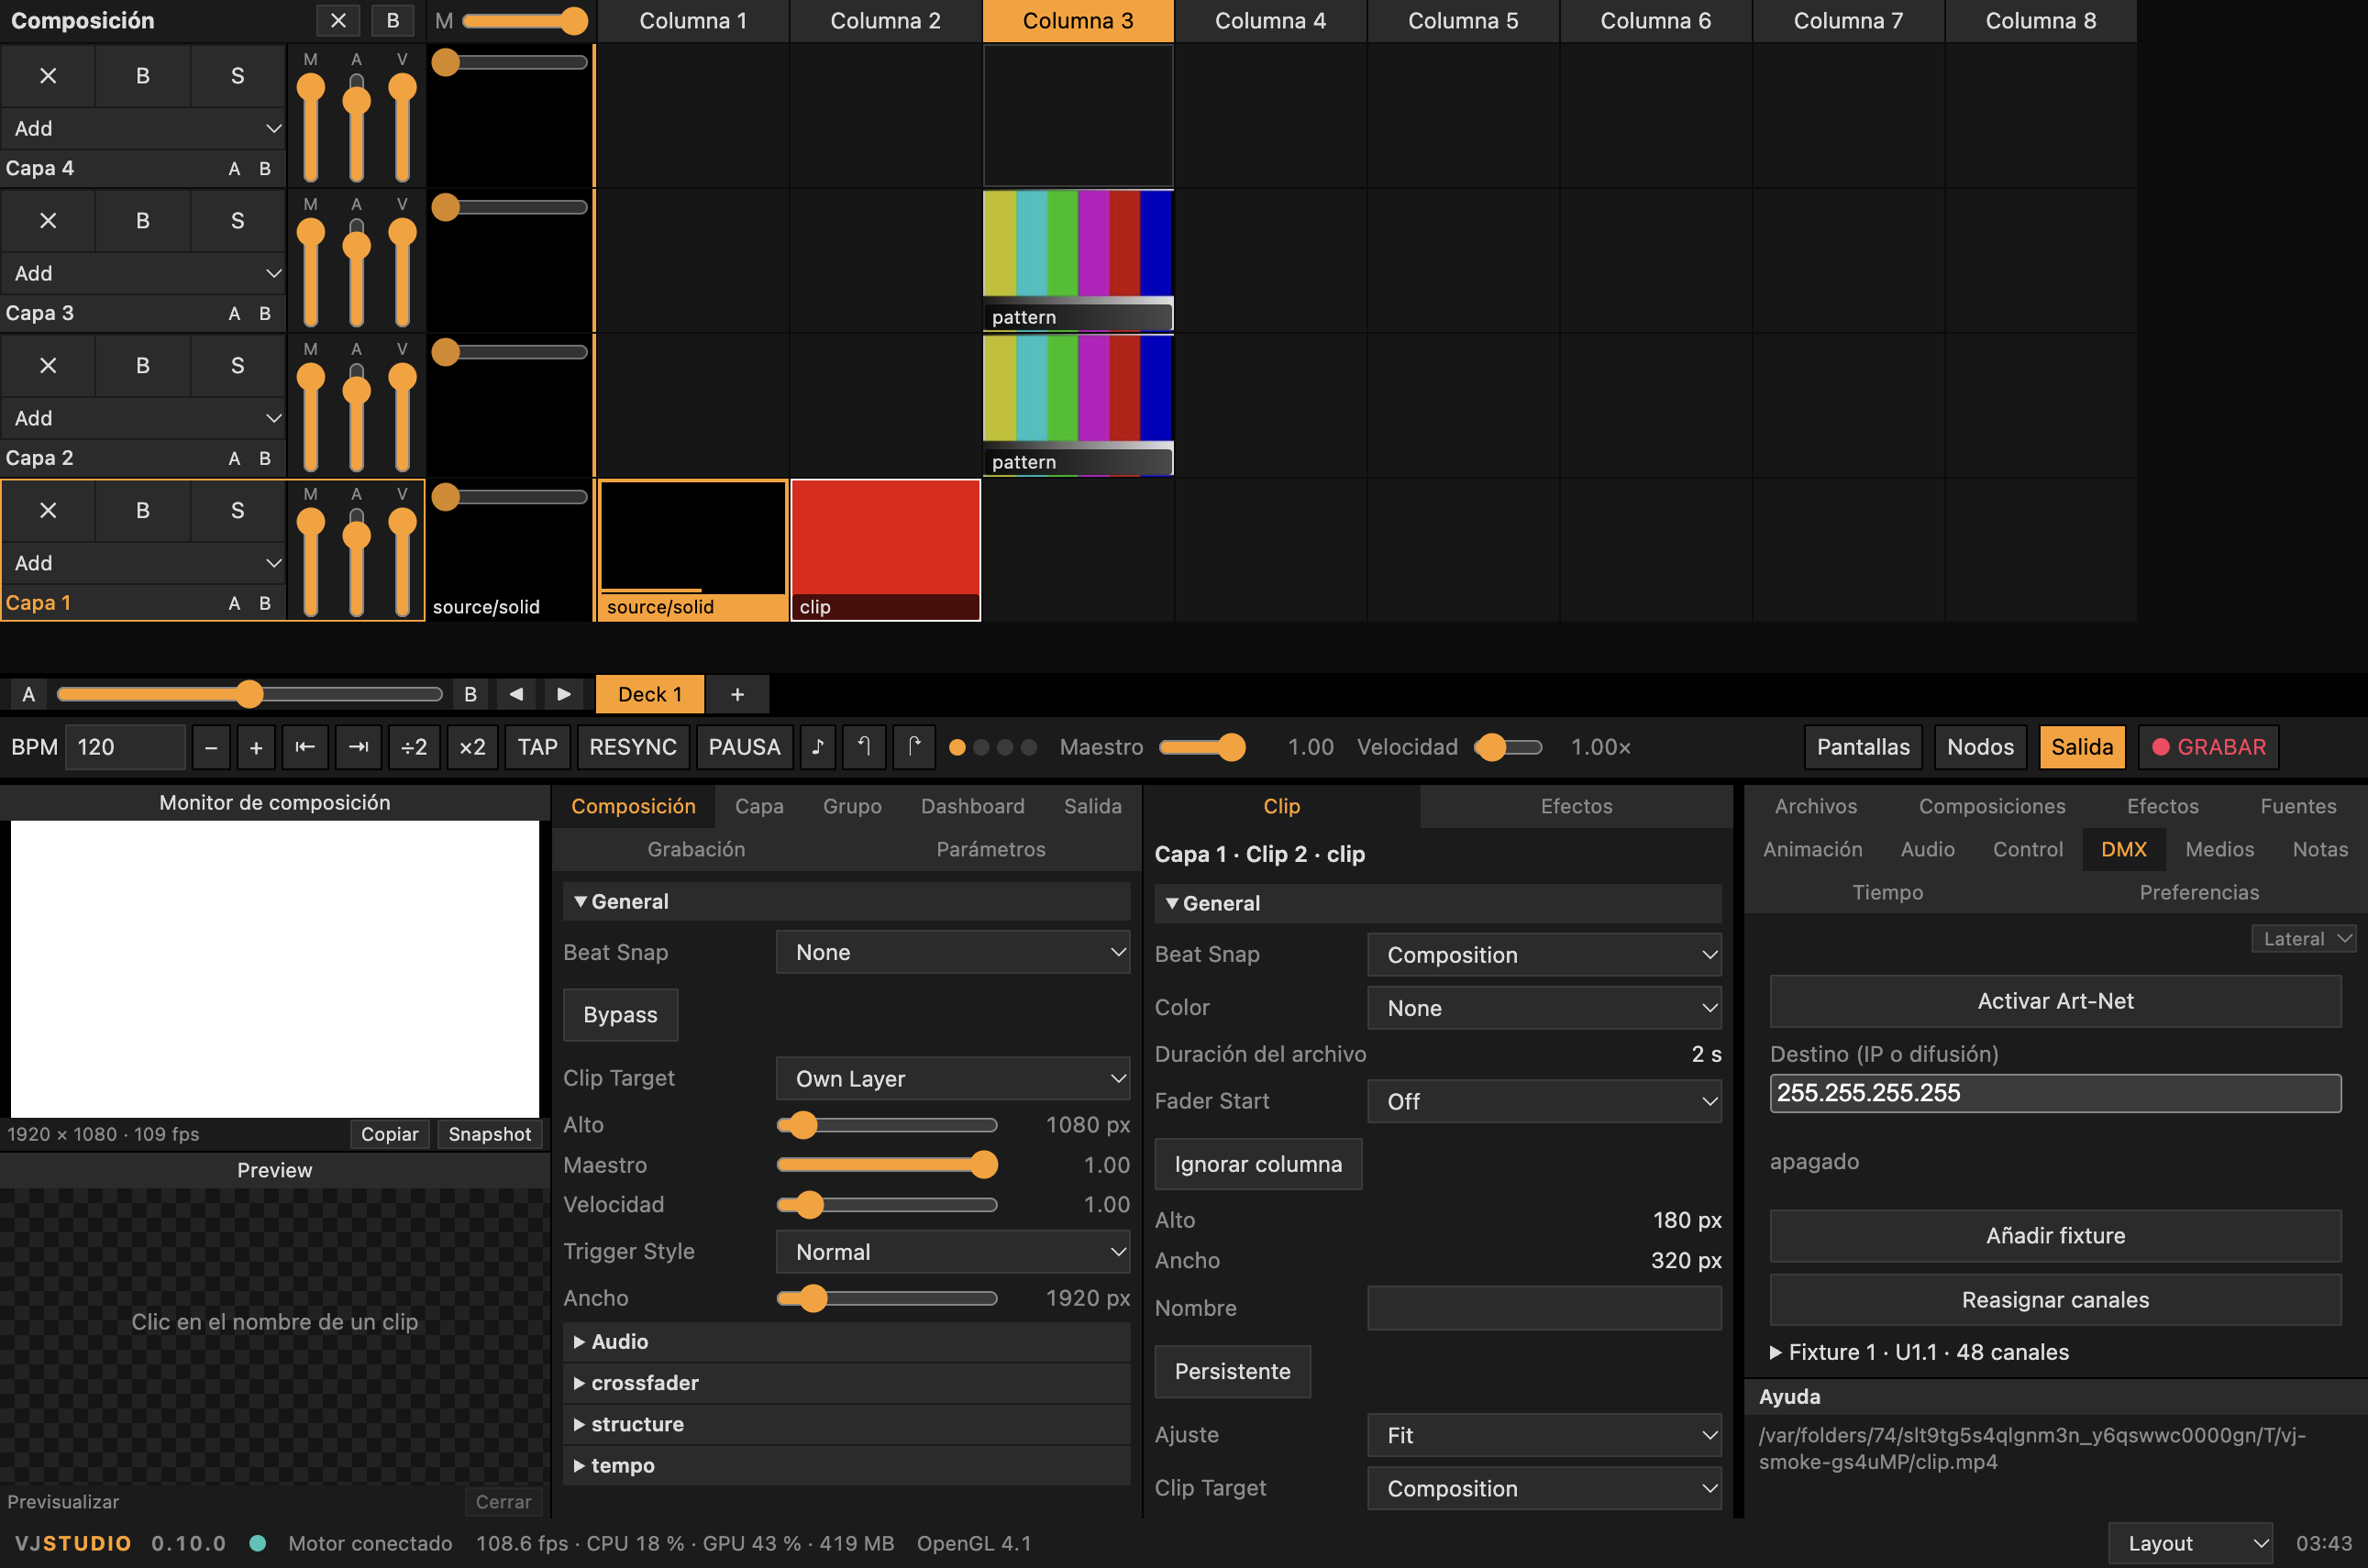 Composición B M Columna 1 Columna 2 Columna 3 Columna 4 Columna 5 Columna 6 Columna 7 Columna 8
B S M A V
Add
Capa 4 A B
B S M A V
Add
Capa 3 A B
pattern
B S M A V
Add
Capa 2 A B
pattern
B S M A V
Add
Capa 1 A B source/solid source/solid clip
A B Deck 1 +
BPM 120 − + ÷2 ×2 TAP RESYNC PAUSA Maestro 1.00 Velocidad 1.00× Pantallas Nodos Salida GRABAR
Monitor de composición
1920 × 1080 · 109 fps Copiar Snapshot
Preview
Clic en el nombre de un clip
Previsualizar Cerrar
Composición Capa Grupo Dashboard Salida
Grabación Parámetros
General
Beat Snap None
Bypass
Clip Target Own Layer
Alto 1080 px
Maestro 1.00
Velocidad 1.00
Trigger Style Normal
Ancho 1920 px
Audio
crossfader
structure
tempo
Clip Efectos
Capa 1 · Clip 2 · clip
General
Beat Snap Composition
Color None
Duración del archivo 2 s
Fader Start Off
Ignorar columna
Alto 180 px
Ancho 320 px
Nombre
Persistente
Ajuste Fit
Clip Target Composition
Archivos Composiciones Efectos Fuentes
Animación Audio Control DMX Medios Notas
Tiempo Preferencias
Lateral
Activar Art-Net
Destino (IP o difusión)
255.255.255.255
apagado
Añadir fixture
Reasignar canales
Fixture 1 · U1.1 · 48 canales
Ayuda
/var/folders/74/slt9tg5s4qlgnm3n_y6qswwc0000gn/T/vj-
smoke-gs4uMP/clip.mp4
VJSTUDIO 0.10.0 Motor conectado 108.6 fps · CPU 18 % · GPU 43 % · 419 MB OpenGL 4.1 Layout 03:43